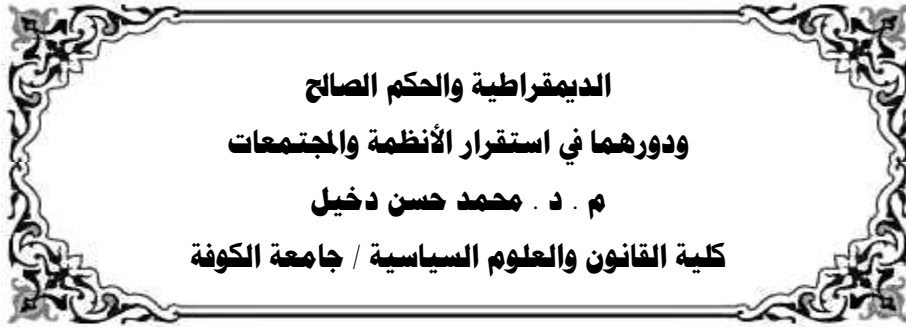 الديمقراطية والحكم الصالح
ودورهما في استقرار الأنظمة والمجتمعات
م . د . محمد حسن دخيل
كلية القانون والعلوم السياسية / جامعة الكوفة